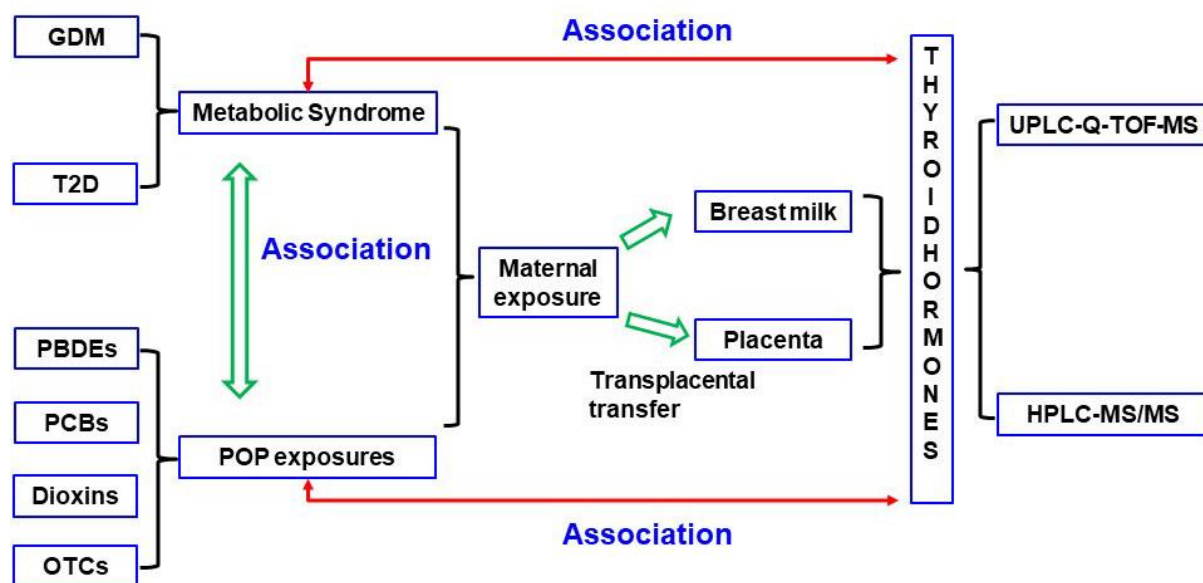 GDM
T2D
Metabolic Syndrome
Association
Association
PBDEs
PCBs
Dioxins
OTCs
POP exposures
Maternal
exposure
Breast milk
Placenta
Transplacental
transfer
Association
THYROIDHORMONES
UPLC-Q-TOF-MS
HPLC-MS/MS